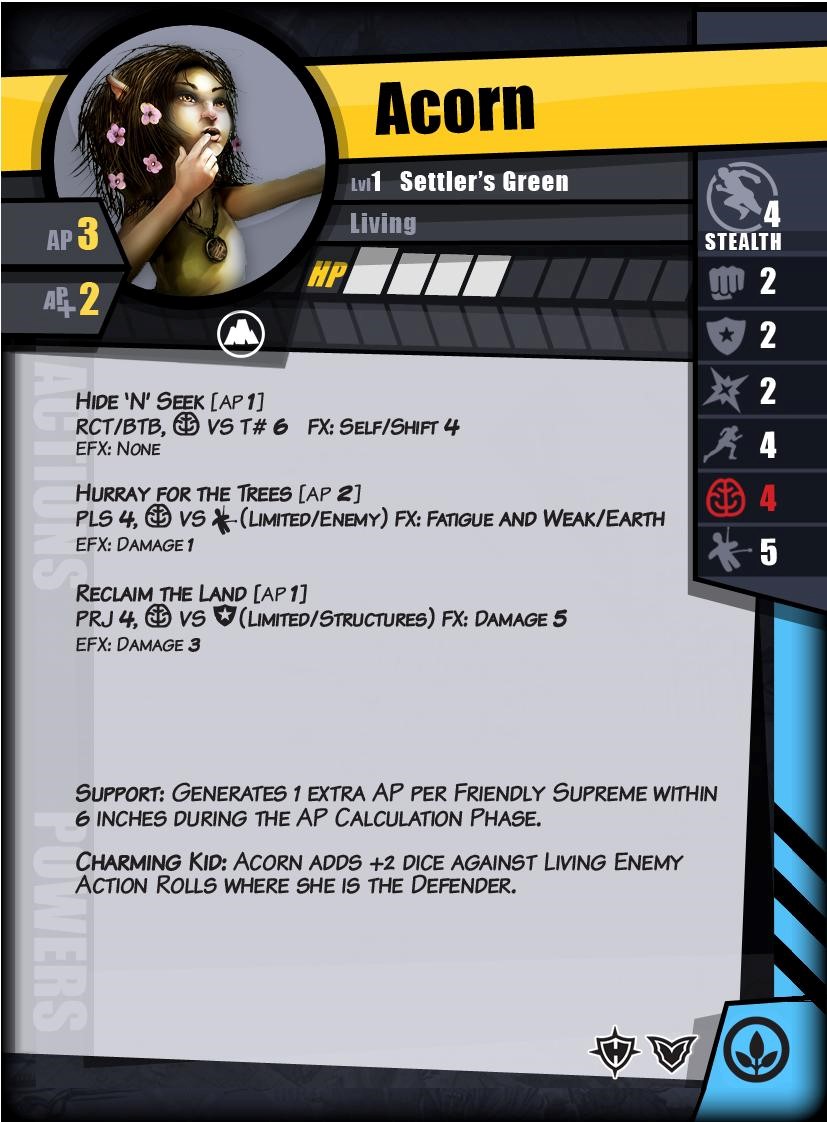 Acorn
Lvl1 Settler's Green
Living
AP 3
AP+ 2
HP
4
STEALTH
2
2
2
4
4
5
ACTIONS
HIDE 'N' SEEK [AP 1]
RCT/BTB, VS T# 6 FX: SELF/SHIFT 4
EFX: NONE
HURRAY FOR THE TREES [AP 2]
PLS 4, VS (LIMITED/ENEMY) FX: FATIGUE AND WEAK/EARTH
EFX: DAMAGE 1
RECLAIM THE LAND [AP 1]
PRJ 4, VS (LIMITED/STRUCTURES) FX: DAMAGE 5
EFX: DAMAGE 3
POWERS
SUPPORT: GENERATES 1 EXTRA AP PER FRIENDLY SUPREME WITHIN
6 INCHES DURING THE AP CALCULATION PHASE.
CHARMING KID: ACORN ADDS +2 DICE AGAINST LIVING ENEMY
ACTION ROLLS WHERE SHE IS THE DEFENDER.
H